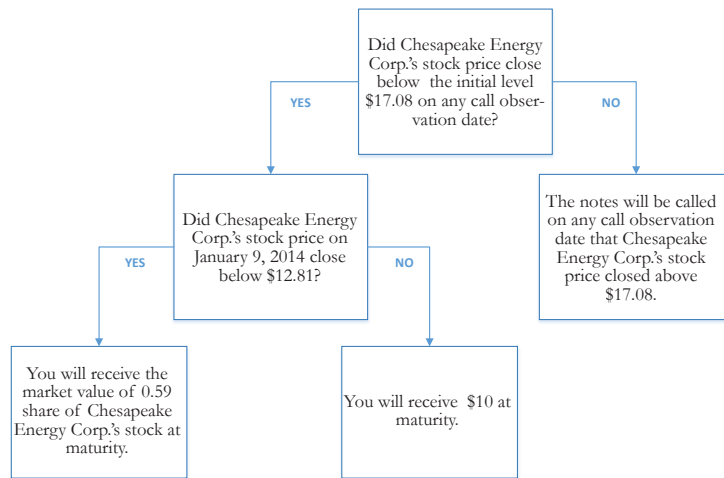 Did Chesapeake Energy
Corp.'s stock price close
below the initial level
$17.08 on any call obser-
vation date?
YES
NO
Did Chesapeake Energy
Corp.'s stock price on
January 9, 2014 close
below $12.81?
The notes will be called
on any call observation
date that Chesapeake
Energy Corp.'s stock
price closed above
$17.08.
YES
NO
You will receive the
market value of 0.59
share of Chesapeake
Energy Corp.'s stock at
maturity.
You will receive $10 at
maturity.